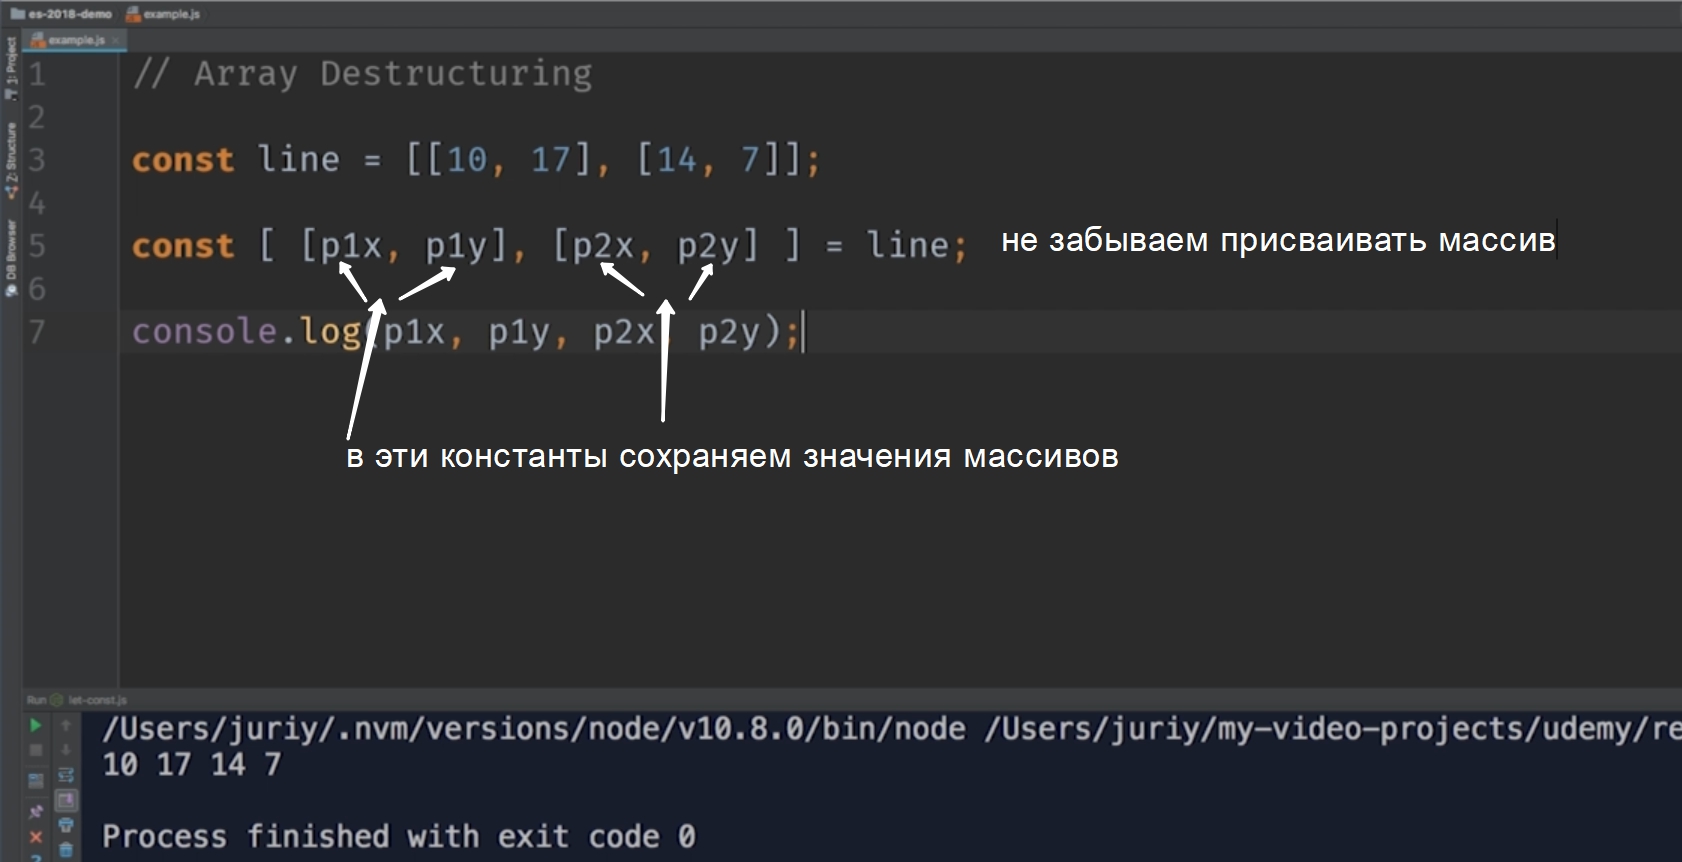 es-2018-demo example.js
example.js
1: Project
Z: Structure
DB Browser
1 // Array Destructuring
2
3 const line = [[10, 17], [14, 7]];
4
5 const [ [p1x, p1y], [p2x, p2y] ] = line; не забываем присваивать массив
6
7 console.log(p1x, p1y, p2x, p2y);
в эти константы сохраняем значения массивов
Run let-const.js
/Users/juriy/.nvm/versions/node/v10.8.0/bin/node /Users/juriy/my-video-projects/udemy/re
10 17 14 7
Process finished with exit code 0